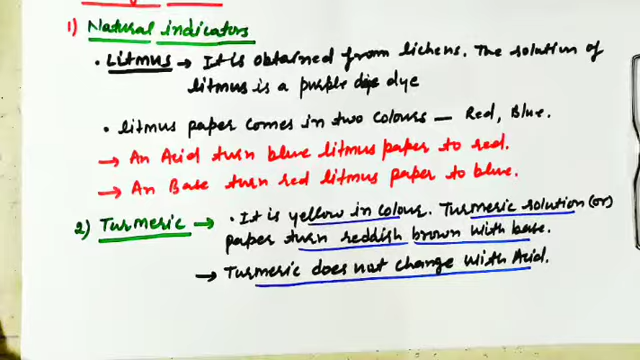 1) Natural indicators
• Litmus → It is obtained from lichens. The solution of
litmus is a purple dye
• litmus paper comes in two colours — Red, Blue.
→ An Acid turn blue litmus paper to red.
→ An Base turn red litmus paper to blue.
2) Turmeric → • It is yellow in colour. Turmeric solution (or)
paper turn reddish brown with base.
→ Turmeric does not change with Acid.